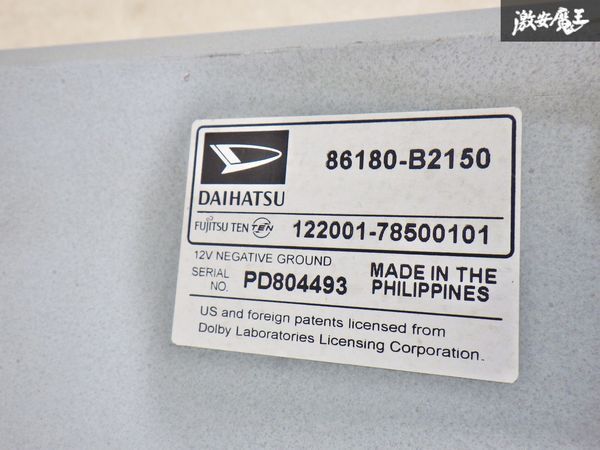 激安魔王
86180-B2150
DAIHATSU
FUJITSU TEN TEN 122001-78500101
12V NEGATIVE GROUND
SERIAL NO. PD804493
MADE IN THE PHILIPPINES
US and foreign patents licensed from
Dolby Laboratories Licensing Corporation.